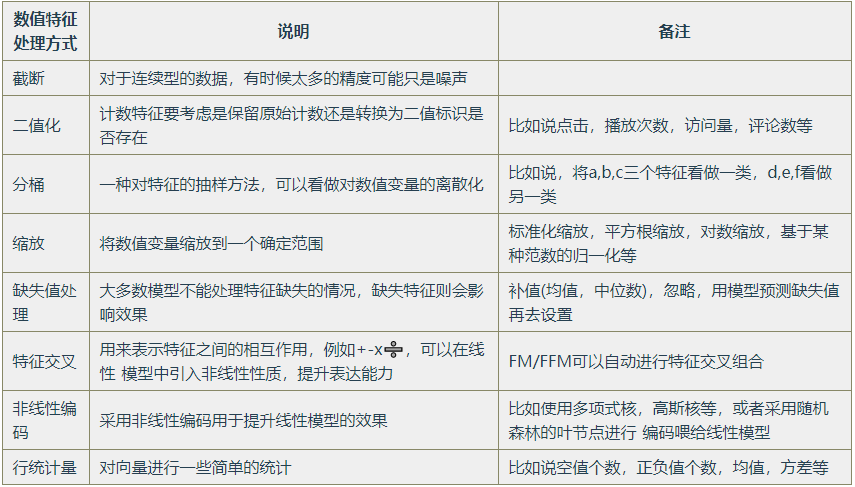 数值特征
处理方式
说明
备注
截断
对于连续型的数据，有时候太多的精度可能只是噪声
二值化
计数特征要考虑是保留原始计数还是转换为二值标识是
否存在
比如说点击，播放次数，访问量，评论数等
分桶
一种对特征的抽样方法，可以看做对数值变量的离散化
比如说，将a,b,c三个特征看做一类，d,e,f看做
另一类
缩放
将数值变量缩放到一个确定范围
标准化缩放，平方根缩放，对数缩放，基于某
种范数的归一化等
缺失值处
理
大多数模型不能处理特征缺失的情况，缺失特征则会影
响效果
补值(均值，中位数)，忽略，用模型预测缺失值
再去设置
特征交叉
用来表示特征之间的相互作用，例如+-x➗，可以在线
性 模型中引入非线性性质，提升表达能力
FM/FFM可以自动进行特征交叉组合
非线性编
码
采用非线性编码用于提升线性模型的效果
比如使用多项式核，高斯核等，或者采用随机
森林的叶节点进行 编码喂给线性模型
行统计量
对向量进行一些简单的统计
比如说空值个数，正负值个数，均值，方差等